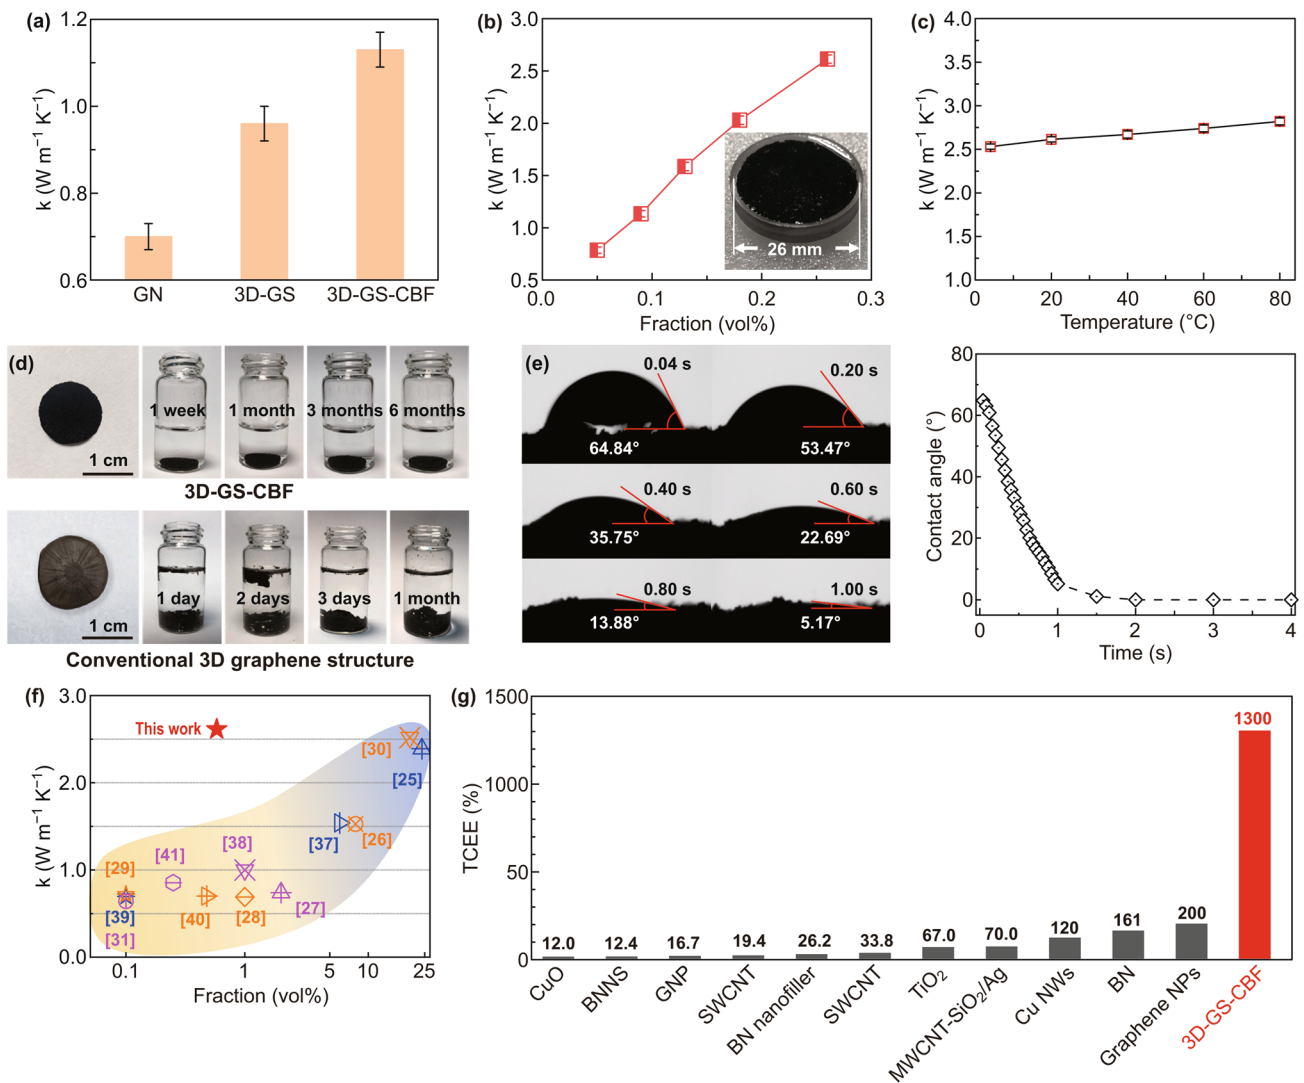 (a)
1.2
1.0
0.8
0.6
k (W m⁻¹ K⁻¹)
GN
3D-GS
3D-GS-CBF
(b)
3.0
2.5
2.0
1.5
1.0
0.5
k (W m⁻¹ K⁻¹)
26 mm
0.0
0.1
0.2
0.3
Fraction (vol%)
(c)
4.0
3.5
3.0
2.5
2.0
1.5
1.0
k (W m⁻¹ K⁻¹)
0
20
40
60
80
Temperature (°C)
(d)
1 cm
1 week
1 month
3 months
6 months
3D-GS-CBF
1 cm
1 day
2 days
3 days
1 month
Conventional 3D graphene structure
(e)
0.04 s
64.84°
0.20 s
53.47°
0.40 s
35.75°
0.60 s
22.69°
0.80 s
13.88°
1.00 s
5.17°
80
60
40
20
0
Contact angle (°)
0
1
2
3
4
Time (s)
(f)
3.0
2.0
1.0
0.0
k (W m⁻¹ K⁻¹)
This work
[30]
[25]
[37]
[26]
[38]
[41]
[29]
[39]
[31]
[40]
[28]
[27]
0.1
1
5
10
25
Fraction (vol%)
(g)
1500
1000
50
0
TCEE (%)
12.0
12.4
16.7
19.4
26.2
33.8
67.0
70.0
120
161
200
1300
CuO
BNNS
GNP
SWCNT
BN nanofiller
SWCNT
TiO₂
MWCNT-SiO₂/Ag
Cu NWs
BN
Graphene NPs
3D-GS-CBF